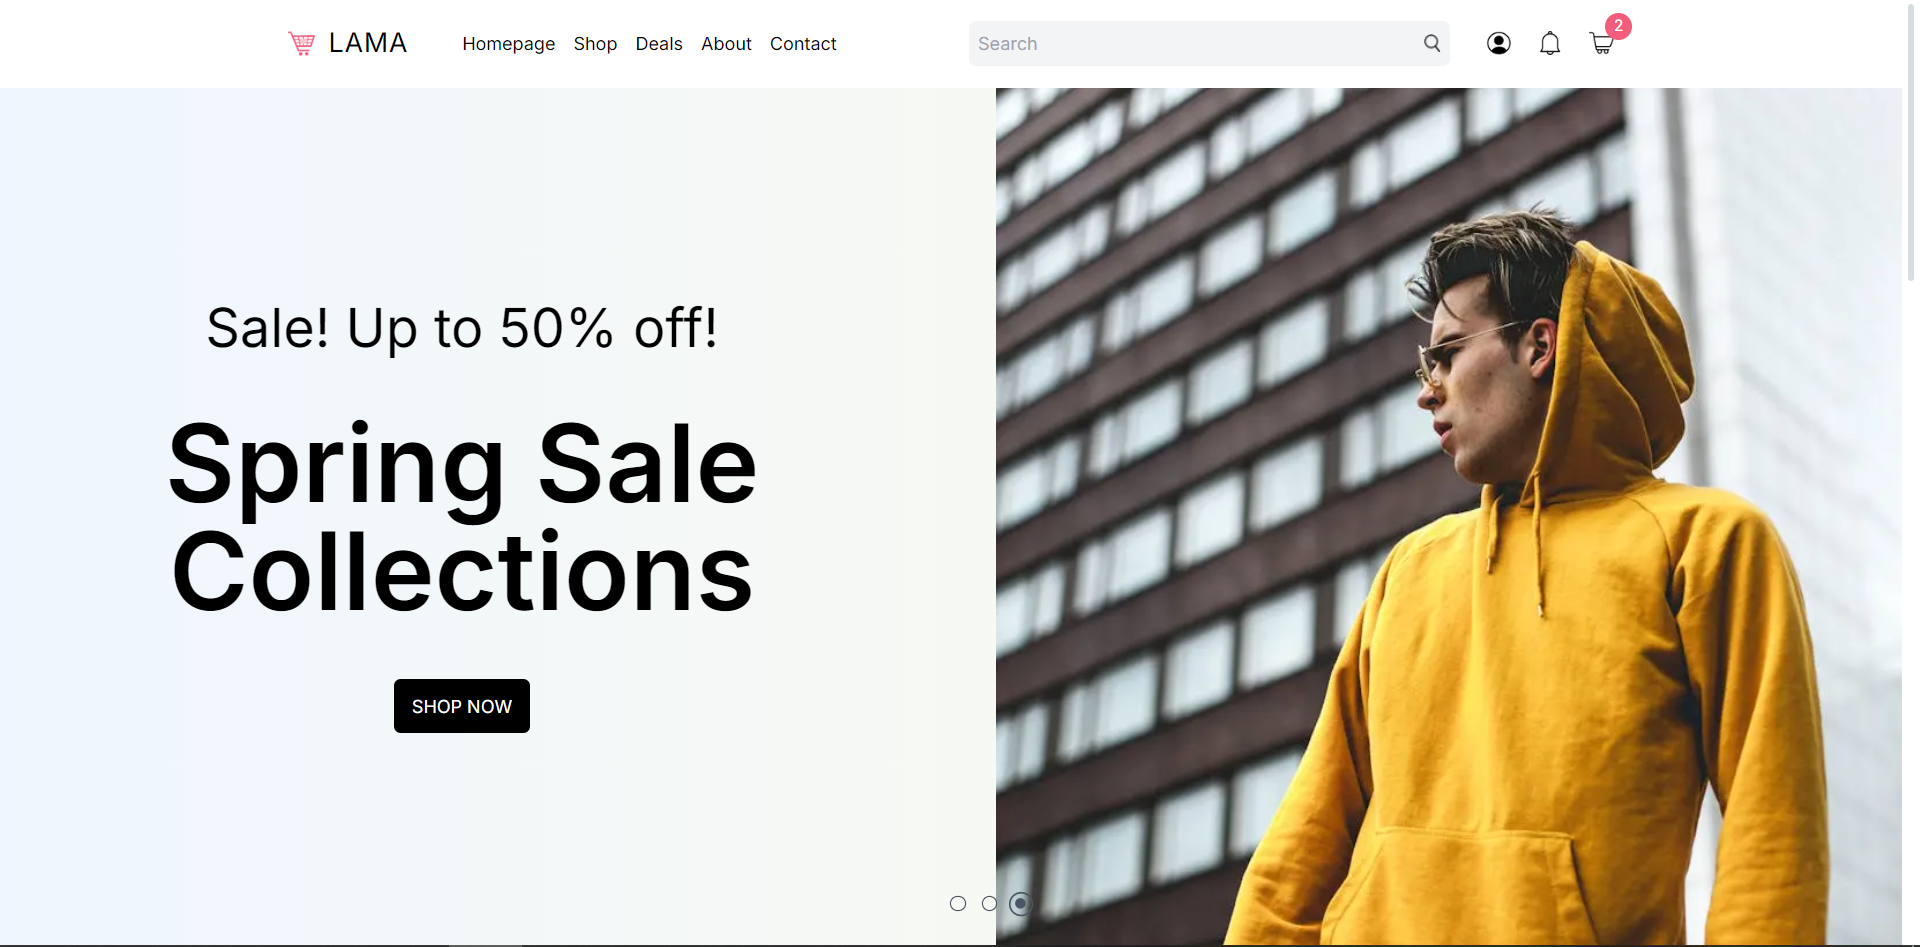 LAMA
Homepage Shop Deals About Contact
Search
2
Sale! Up to 50% off!
Spring Sale
Collections
SHOP NOW